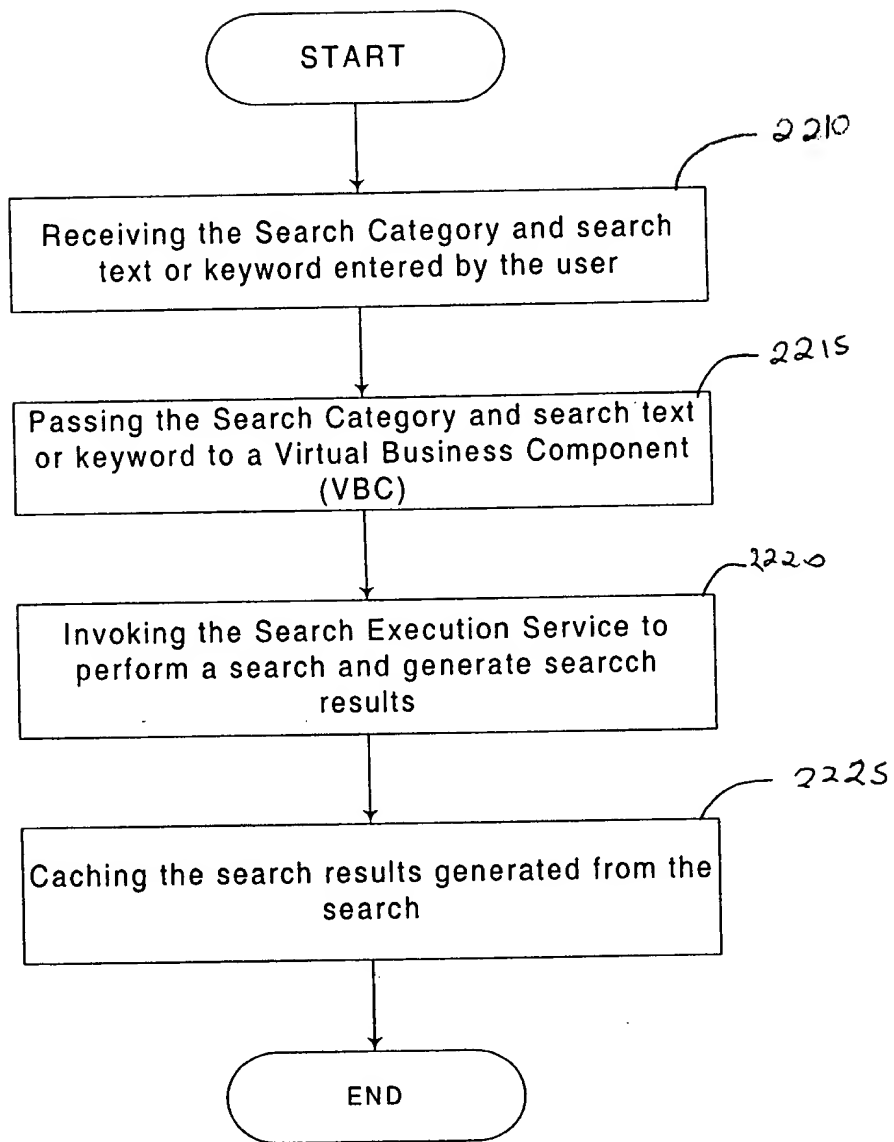 START
2210
Receiving the Search Category and search
text or keyword entered by the user
2215
Passing the Search Category and search text
or keyword to a Virtual Business Component
(VBC)
2220
Invoking the Search Execution Service to
perform a search and generate searcch
results
2225
Caching the search results generated from the
search
END